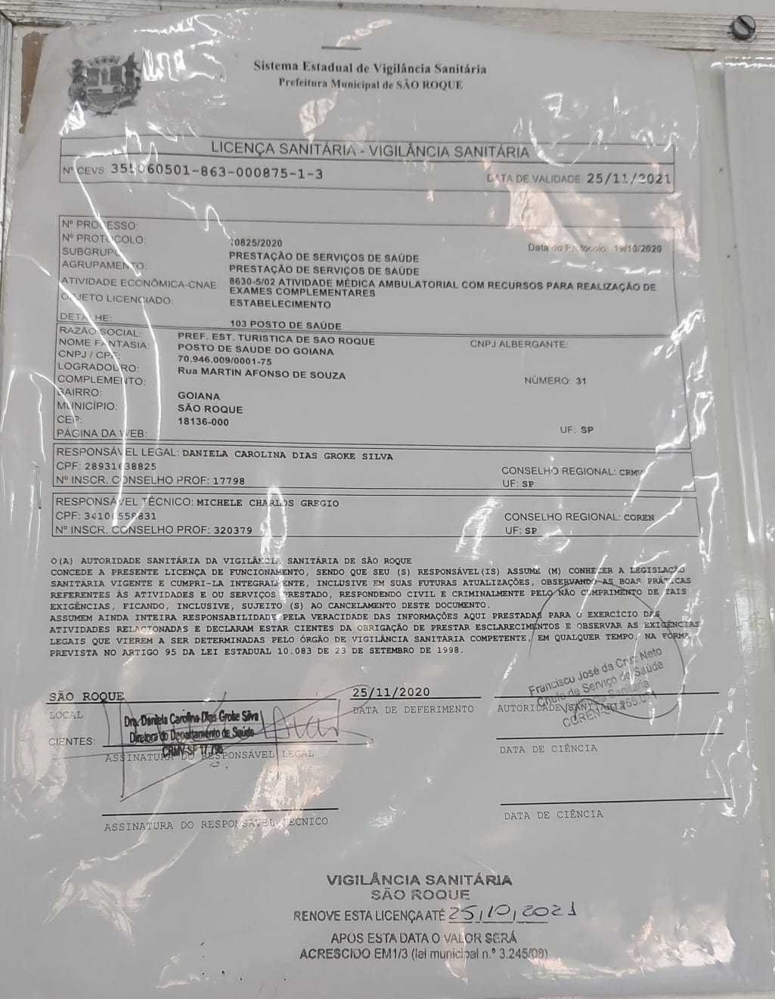 Sistema Estadual de Vigilância Sanitária
Prefeitura Municipal de SÃO ROQUE
LICENÇA SANITÁRIA - VIGILÂNCIA SANITÁRIA
Nº CEVS: 355060501-863-000875-1-3 DATA DE VALIDADE: 25/11/2021
Nº PROCESSO:
Nº PROTOCOLO: 10825/2020 Data do Protocolo: 19/10/2020
SUBGRUPO: PRESTAÇÃO DE SERVIÇOS DE SAÚDE
AGRUPAMENTO: PRESTAÇÃO DE SERVIÇOS DE SAÚDE
ATIVIDADE ECONÔMICA-CNAE: 8630-5/02 ATIVIDADE MÉDICA AMBULATORIAL COM RECURSOS PARA REALIZAÇÃO DE
EXAMES COMPLEMENTARES
OBJETO LICENCIADO: ESTABELECIMENTO
DETALHE: 103 POSTO DE SAÚDE
RAZÃO SOCIAL: PREF. EST. TURISTICA DE SAO ROQUE CNPJ ALBERGANTE:
NOME FANTASIA: POSTO DE SAUDE DO GOIANA
CNPJ / CPF: 70.946.009/0001-75
LOGRADOURO: Rua MARTIN AFONSO DE SOUZA NÚMERO: 31
COMPLEMENTO:
BAIRRO: GOIANA
MUNICÍPIO: SÃO ROQUE
CEP: 18136-000 UF: SP
PÁGINA DA WEB:
RESPONSÁVEL LEGAL: DANIELA CAROLINA DIAS GROKE SILVA
CPF: 28931638825 CONSELHO REGIONAL: CRMV
Nº INSCR. CONSELHO PROF: 17798 UF: SP
RESPONSÁVEL TÉCNICO: MICHELE CHARLOS GREGIO
CPF: 34101558831 CONSELHO REGIONAL: COREN
Nº INSCR. CONSELHO PROF: 320379 UF: SP
O(A) AUTORIDADE SANITÁRIA DA VIGILÂNCIA SANITÁRIA DE SÃO ROQUE
CONCEDE A PRESENTE LICENÇA DE FUNCIONAMENTO, SENDO QUE SEU (S) RESPONSÁVEL(IS) ASSUME (M) CONHECER A LEGISLAÇÃO
SANITÁRIA VIGENTE E CUMPRI-LA INTEGRALMENTE, INCLUSIVE EM SUAS FUTURAS ATUALIZAÇÕES, OBSERVANDO AS BOAS PRÁTICAS
REFERENTES ÀS ATIVIDADES E OU SERVIÇOS PRESTADO, RESPONDENDO CIVIL E CRIMINALMENTE PELO NÃO CUMPRIMENTO DE TAIS
EXIGÊNCIAS, FICANDO, INCLUSIVE, SUJEITO (S) AO CANCELAMENTO DESTE DOCUMENTO.
ASSUMEM AINDA INTEIRA RESPONSABILIDADE PELA VERACIDADE DAS INFORMAÇÕES AQUI PRESTADAS PARA O EXERCÍCIO DAS
ATIVIDADES RELACIONADAS E DECLARAM ESTAR CIENTES DA OBRIGAÇÃO DE PRESTAR ESCLARECIMENTOS E OBSERVAR AS EXIGÊNCIAS
LEGAIS QUE VIEREM A SER DETERMINADAS PELO ÓRGÃO DE VIGILÂNCIA SANITÁRIA COMPETENTE, EM QUALQUER TEMPO, NA FORMA
PREVISTA NO ARTIGO 95 DA LEI ESTADUAL 10.083 DE 23 DE SETEMBRO DE 1998.
Francisco José da Cruz Neto
Chefe de Serviço de Saúde
Sanitária
SÃO ROQUE 25/11/2020
LOCAL DATA DE DEFERIMENTO AUTORIDADE SANITÁRIA
Dra. Daniela Carolina Dias Groke Silva
Diretora do Departamento de Saúde
CRMV-SP 17.798
CIENTES:
ASSINATURA DO RESPONSÁVEL LEGAL DATA DE CIÊNCIA
ASSINATURA DO RESPONSÁVEL TÉCNICO DATA DE CIÊNCIA
VIGILÂNCIA SANITÁRIA
SÃO ROQUE
RENOVE ESTA LICENÇA ATÉ 25/10/2021
APOS ESTA DATA O VALOR SERÁ
ACRESCIDO EM1/3 (lei municipal n.º 3.245/09)